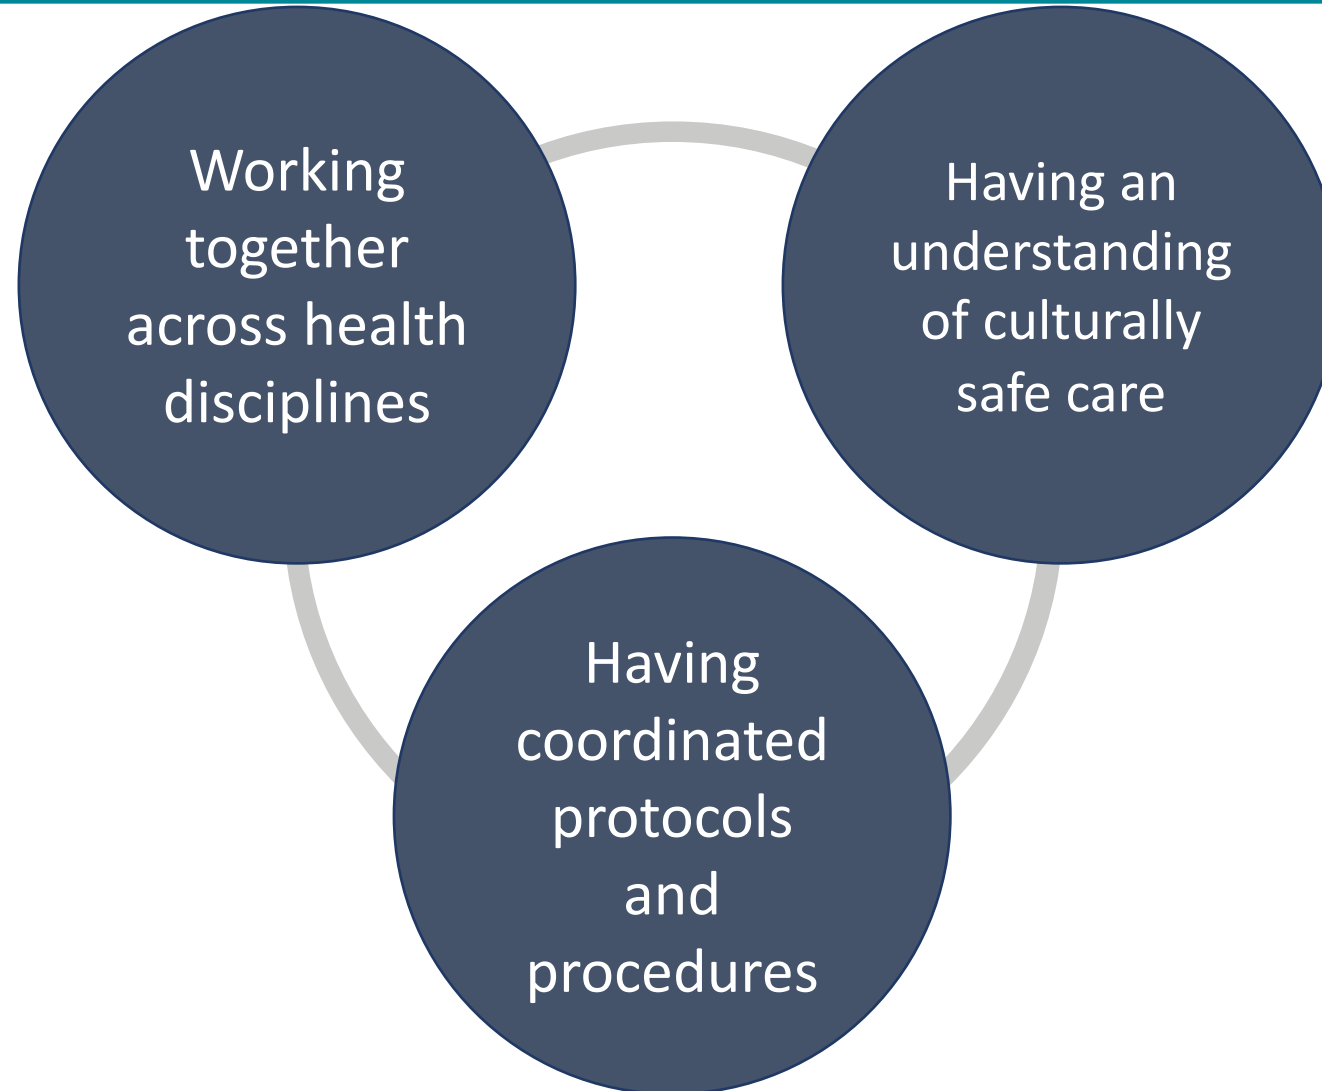 Working
together
across health
disciplines
Having an
understanding
of culturally
safe care
Having
coordinated
protocols
and
procedures